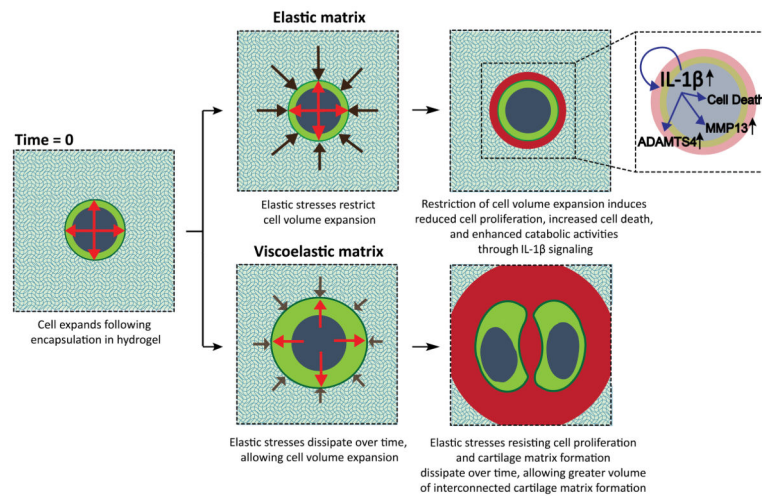 Time = 0
Cell expands following
encapsulation in hydrogel
Elastic matrix
Elastic stresses restrict
cell volume expansion
Restriction of cell volume expansion induces
reduced cell proliferation, increased cell death,
and enhanced catabolic activities
through IL-1β signaling
IL-1β
Cell Death
MMP13
ADAMTS4
Viscoelastic matrix
Elastic stresses dissipate over time,
allowing cell volume expansion
Elastic stresses resisting cell proliferation
and cartilage matrix formation
dissipate over time, allowing greater volume
of interconnected cartilage matrix formation